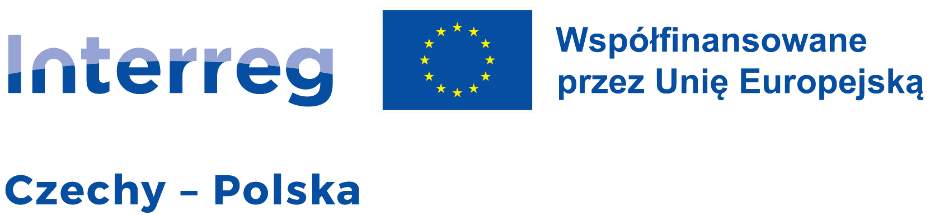 Interreg
Współfinansowane
przez Unię Europejską
Czechy – Polska